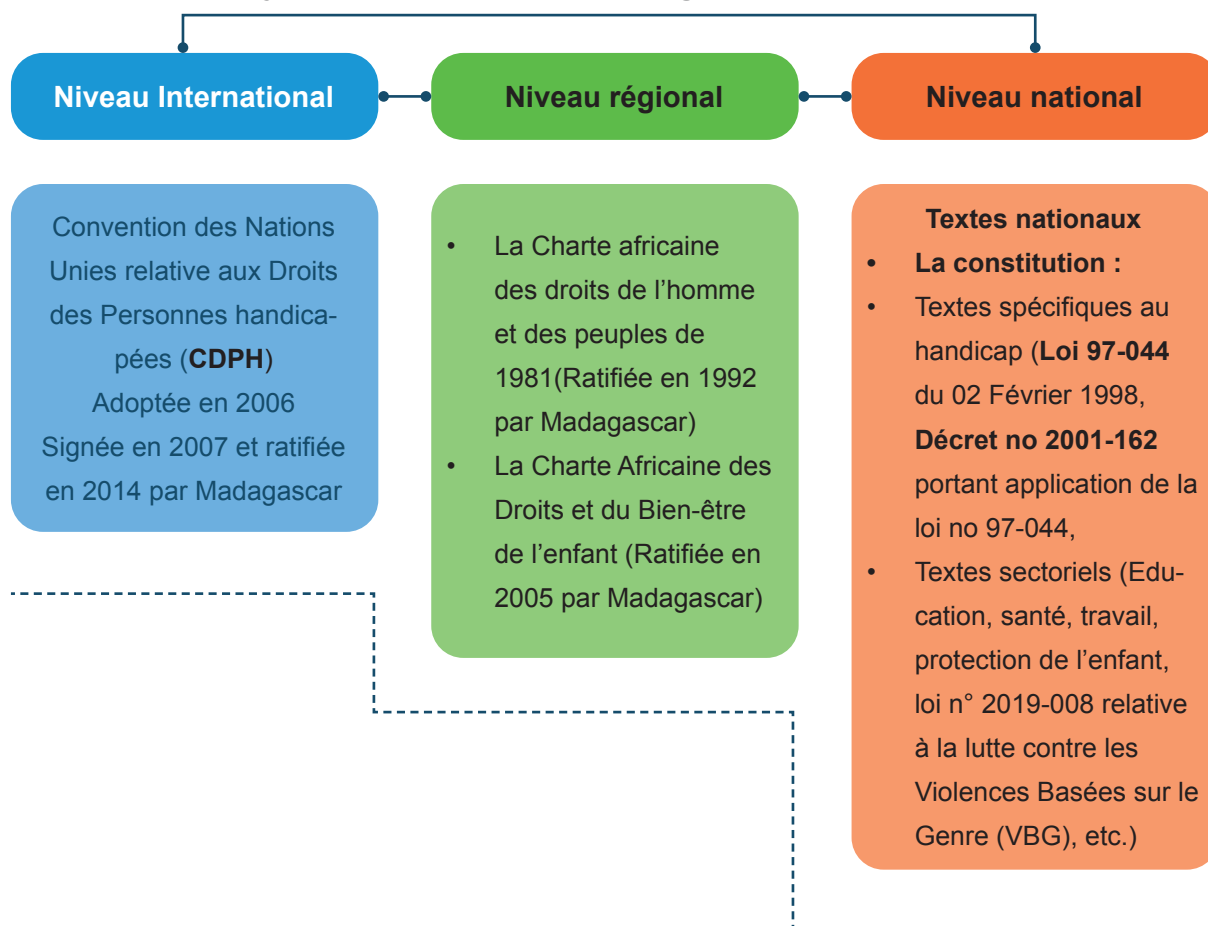 Niveau International
Niveau régional
Niveau national
Convention des Nations
Unies relative aux Droits
des Personnes handica-
pées (CDPH)
Adoptée en 2006
Signée en 2007 et ratifiée
en 2014 par Madagascar
• La Charte africaine
des droits de l’homme
et des peuples de
1981(Ratifiée en 1992
par Madagascar)
• La Charte Africaine des
Droits et du Bien-être
de l’enfant (Ratifiée en
2005 par Madagascar)
Textes nationaux
• La constitution :
• Textes spécifiques au
handicap (Loi 97-044
du 02 Février 1998,
Décret no 2001-162
portant application de la
loi no 97-044,
• Textes sectoriels (Edu-
cation, santé, travail,
protection de l’enfant,
loi n° 2019-008 relative
à la lutte contre les
Violences Basées sur le
Genre (VBG), etc.)